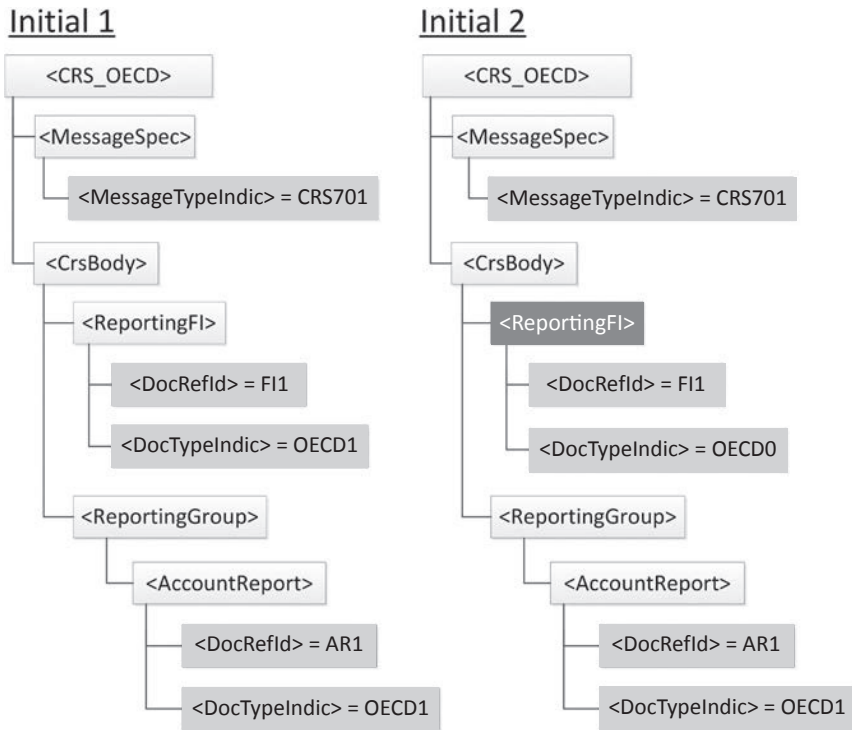 Initial 1
<CRS_OECD>
<MessageSpec>
<MessageTypeIndic> = CRS701
<CrsBody>
<ReportingFI>
<DocRefId> = FI1
<DocTypeIndic> = OECD1
<ReportingGroup>
<AccountReport>
<DocRefId> = AR1
<DocTypeIndic> = OECD1
Initial 2
<CRS_OECD>
<MessageSpec>
<MessageTypeIndic> = CRS701
<CrsBody>
<ReportingFI>
<DocRefId> = FI1
<DocTypeIndic> = OECD0
<ReportingGroup>
<AccountReport>
<DocRefId> = AR1
<DocTypeIndic> = OECD1